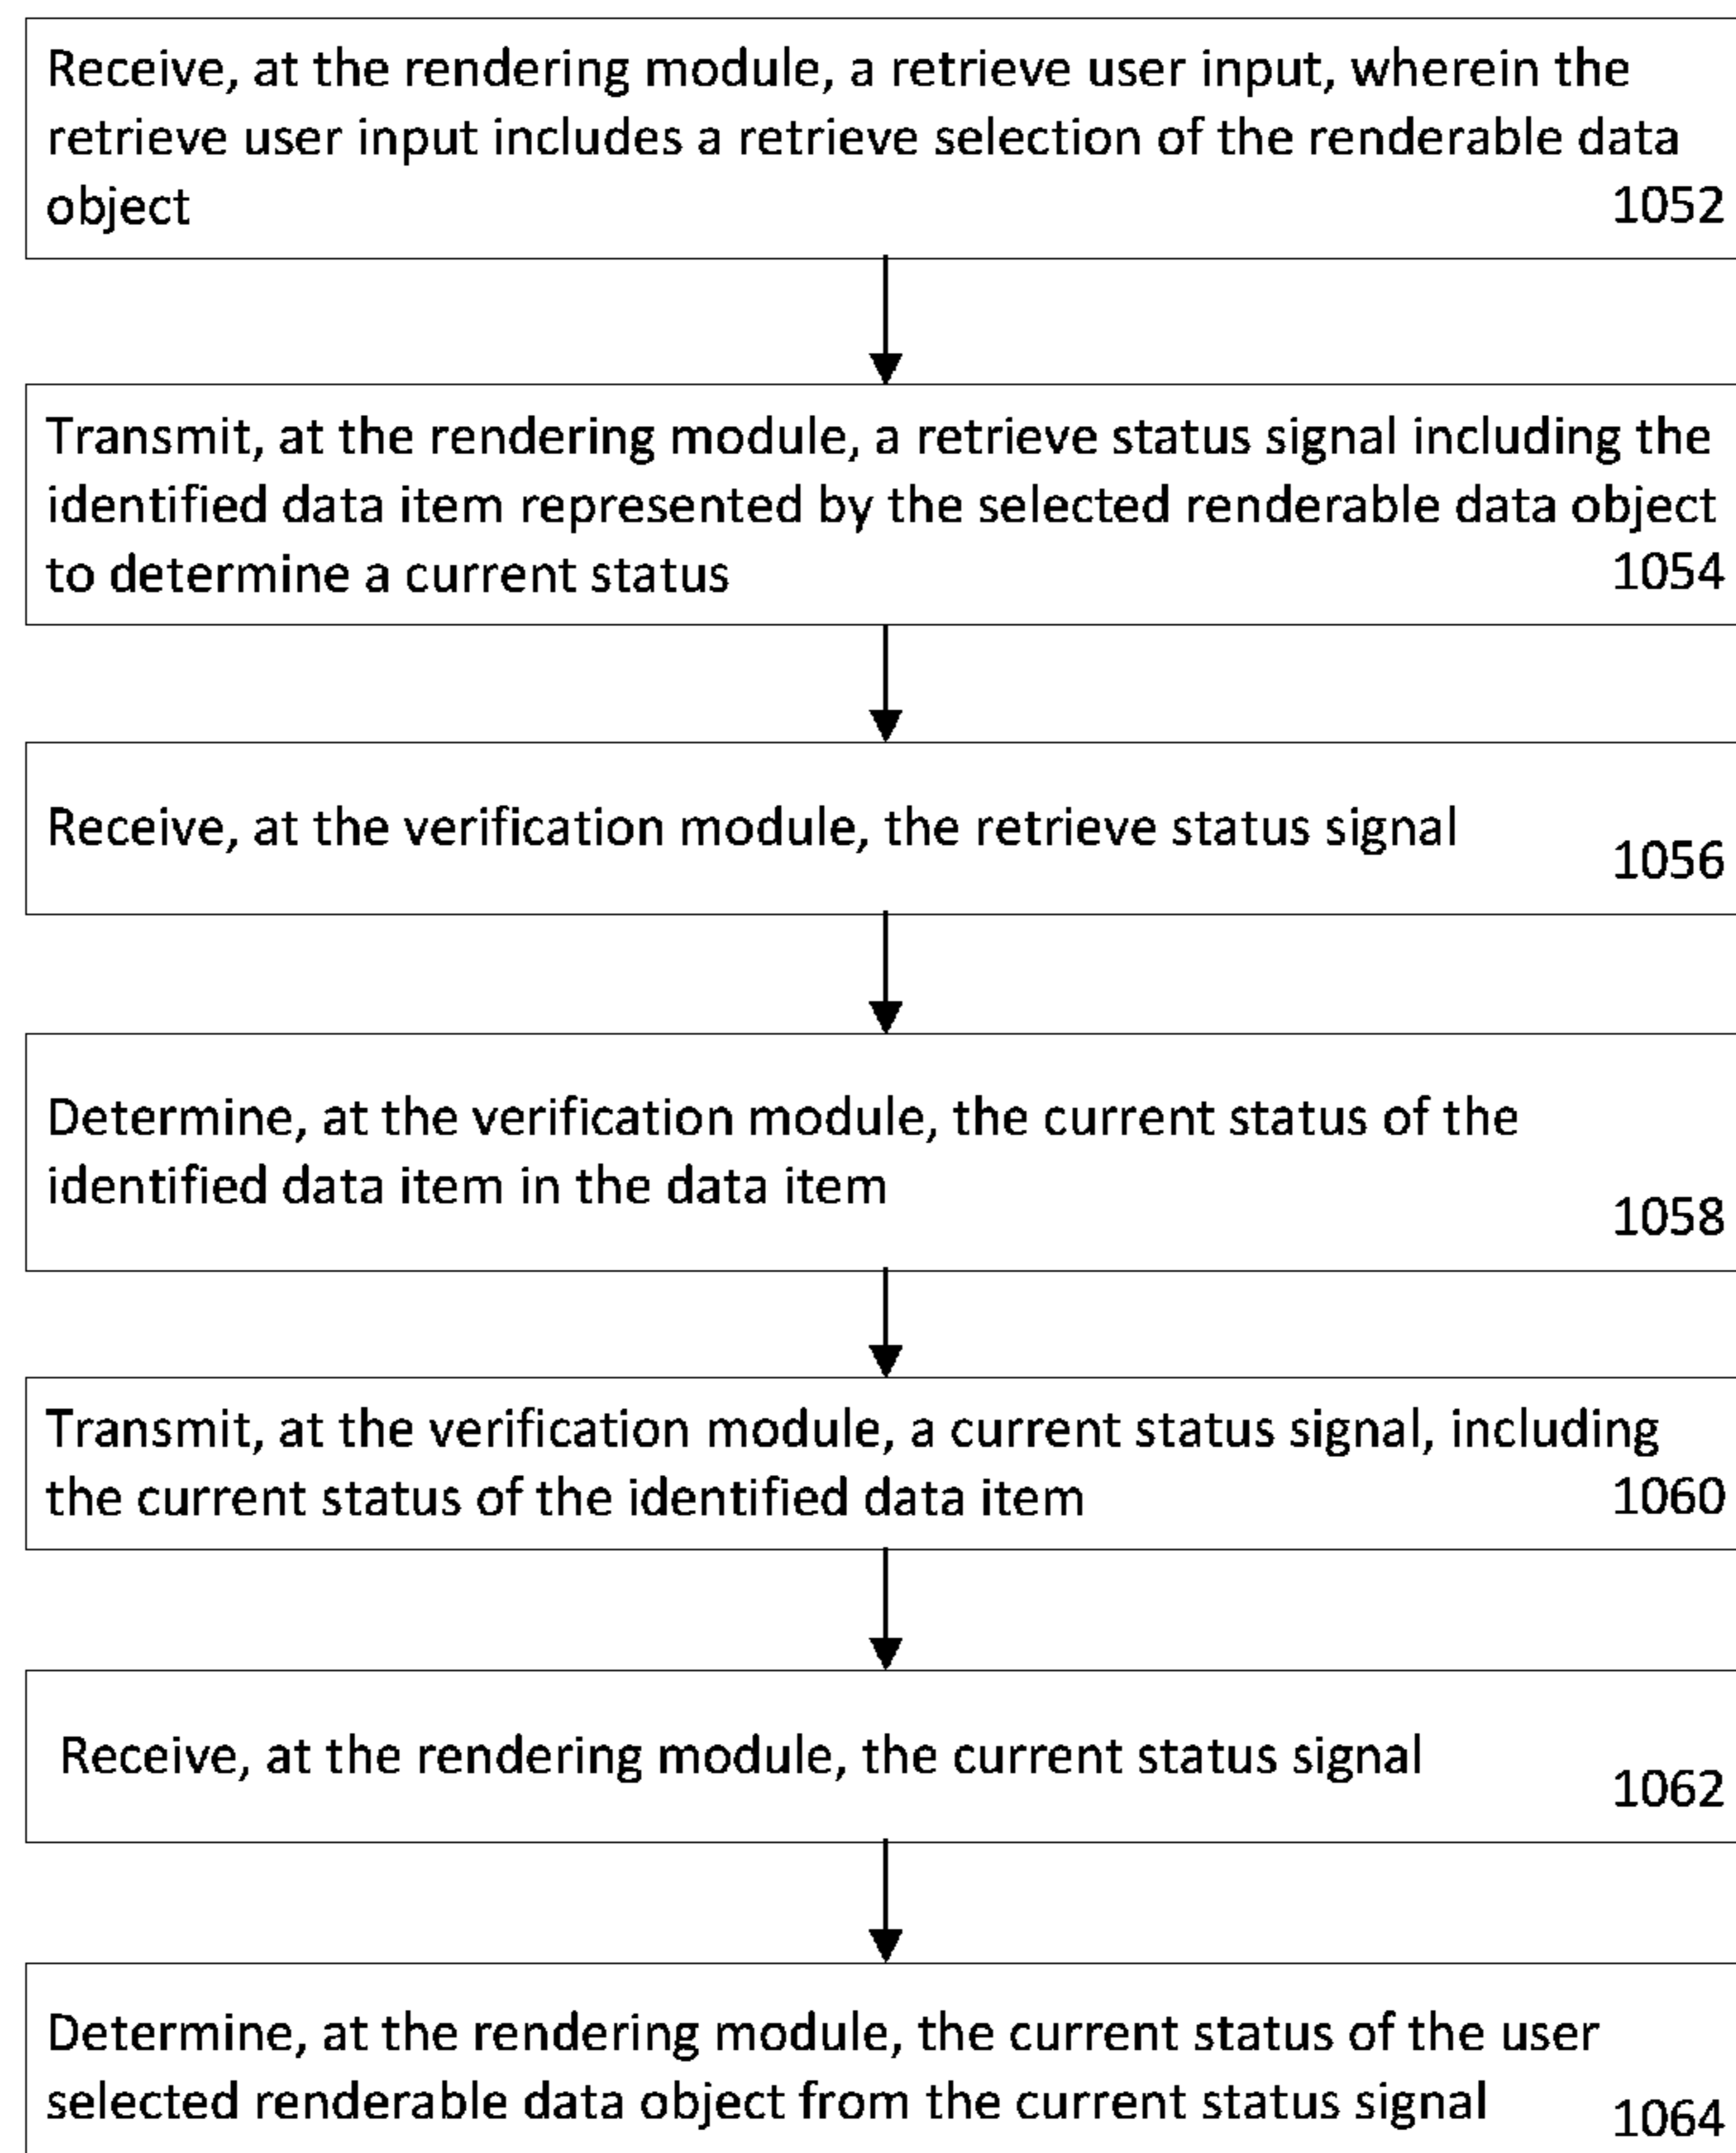 Receive, at the rendering module, a retrieve user input, wherein the
retrieve user input includes a retrieve selection of the renderable data
object 1052
Transmit, at the rendering module, a retrieve status signal including the
identified data item represented by the selected renderable data object
to determine a current status 1054
Receive, at the verification module, the retrieve status signal
1056
Determine, at the verification module, the current status of the
identified data item in the data item
1058
Transmit, at the verification module, a current status signal, including
the current status of the identified data item 1060
Receive, at the rendering module, the current status signal
1062
Determine, at the rendering module, the current status of the user
selected renderable data object from the current status signal 1064